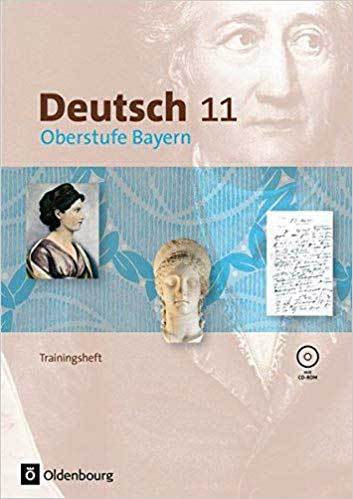 Deutsch 11
Oberstufe Bayern
Trainingsheft
mit
CD-ROM
Oldenbourg